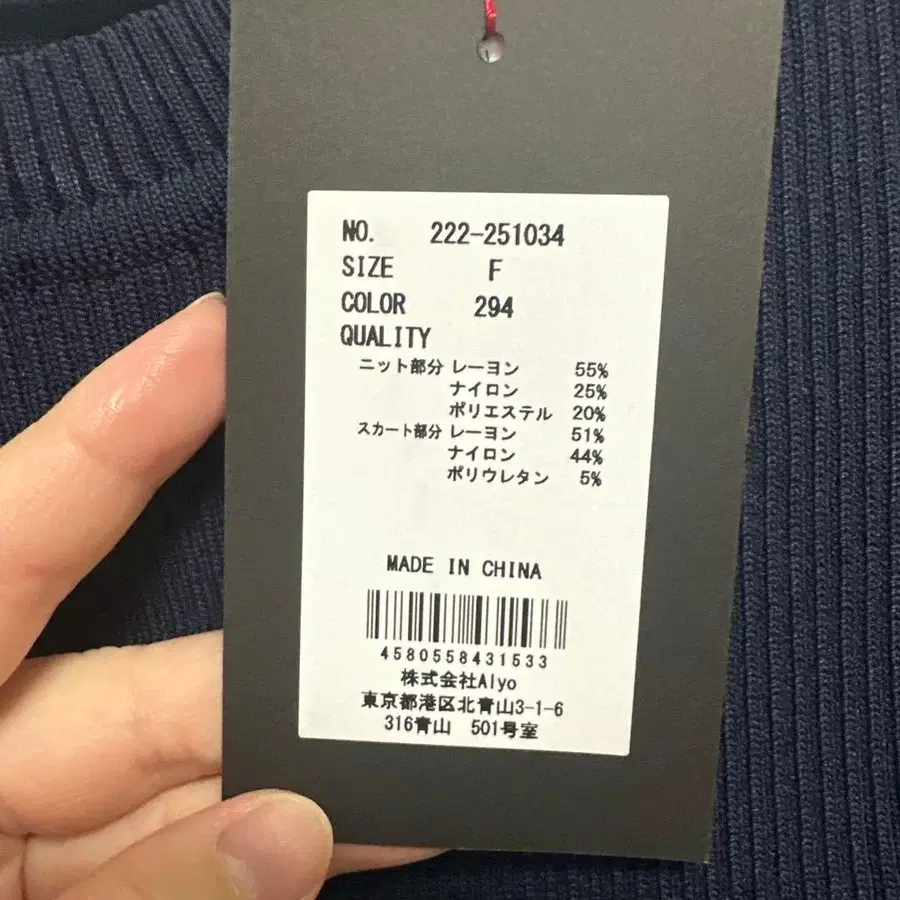 NO. 222-251034
SIZE F
COLOR 294
QUALITY
ニット部分 レーヨン 55%
ナイロン 25%
ポリエステル 20%
スカート部分 レーヨン 51%
ナイロン 44%
ポリウレタン 5%
MADE IN CHINA
4580558431533
株式会社Alyo
東京都港区北青山3-1-6
316青山 501号室